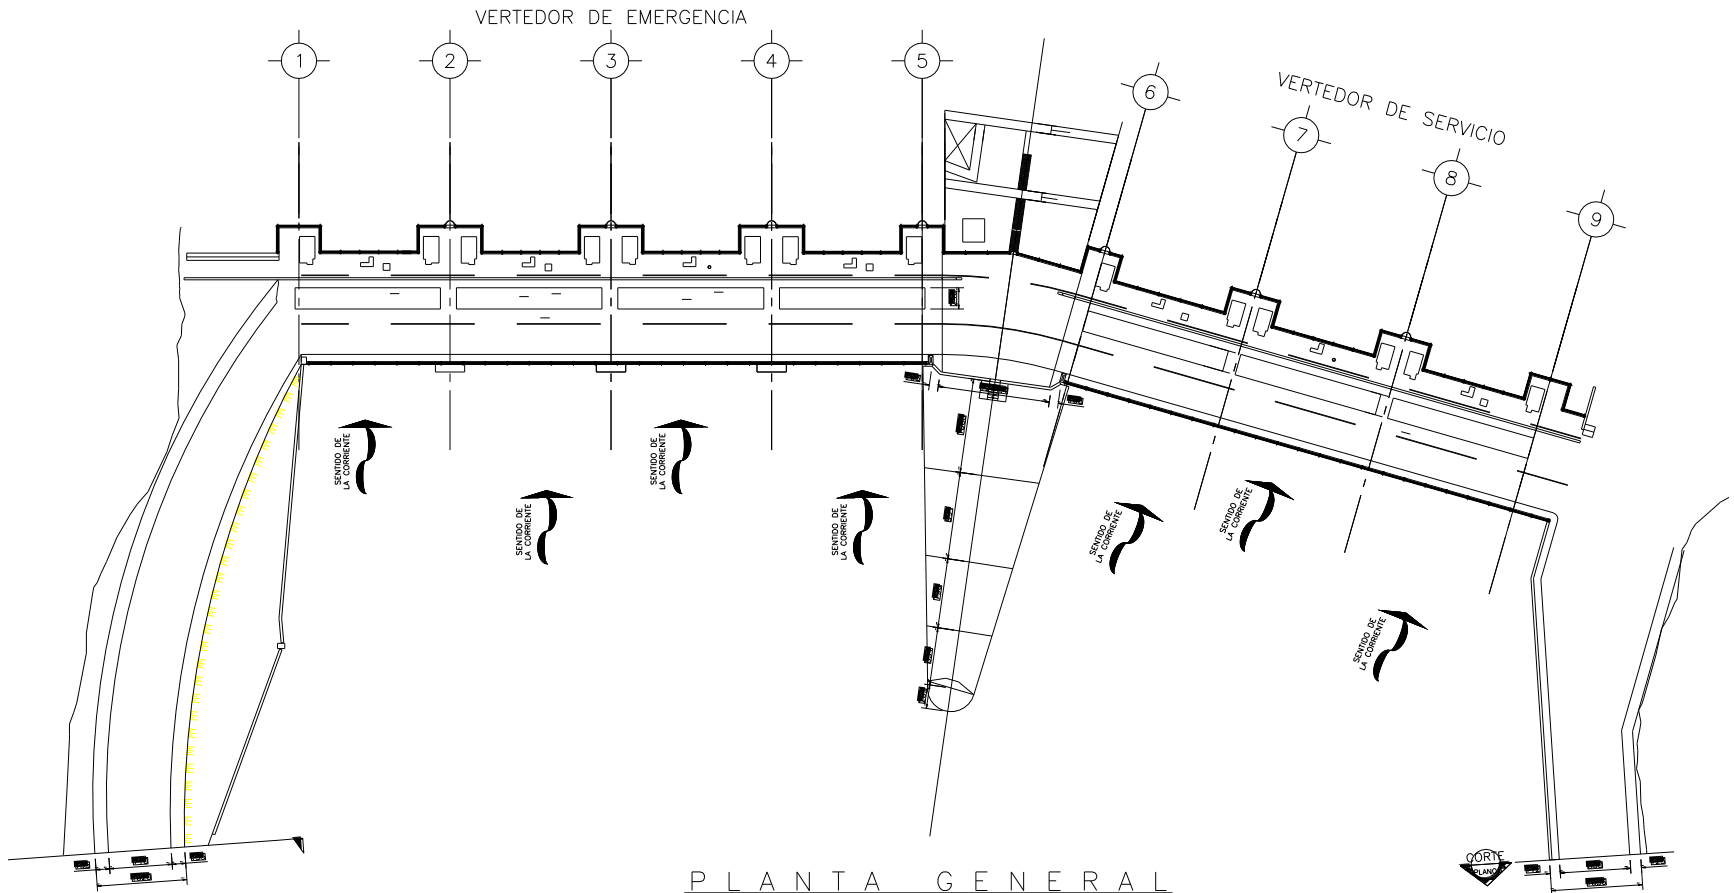 VERTEDOR DE EMERGENCIA
1
2
3
4
5
6
7
8
9
VERTEDOR DE SERVICIO
SENTIDO DE
LA CORRIENTE
SENTIDO DE
LA CORRIENTE
SENTIDO DE
LA CORRIENTE
SENTIDO DE
LA CORRIENTE
SENTIDO DE
LA CORRIENTE
SENTIDO DE
LA CORRIENTE
SENTIDO DE
LA CORRIENTE
CORTE
PLANO
PLANTA GENERAL